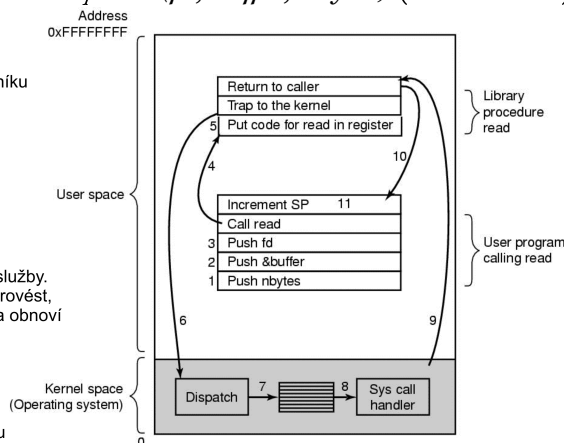 Address
0xFFFFFFFF
níku
Return to caller
Trap to the kernel
5 Put code for read in register
Library
procedure
read
4
10
User space
Increment SP 11
Call read
3 Push fd
2 Push &buffer
1 Push nbytes
User program
calling read
služby.
rovést,
a obnoví
6
9
Kernel space
(Operating system)
Dispatch
7
8
Sys call
handler
u
0